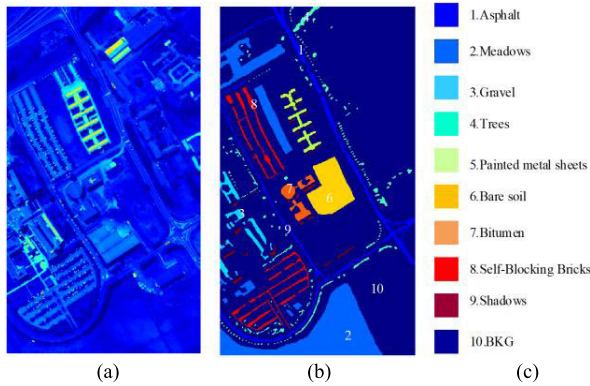 1
8
7
6
3
9
10
2
1.Asphalt
2.Meadows
3.Gravel
4.Trees
5.Painted metal sheets
6.Bare soil
7.Bitumen
8.Self-Blocking Bricks
9.Shadows
10.BKG
(a)
(b)
(c)